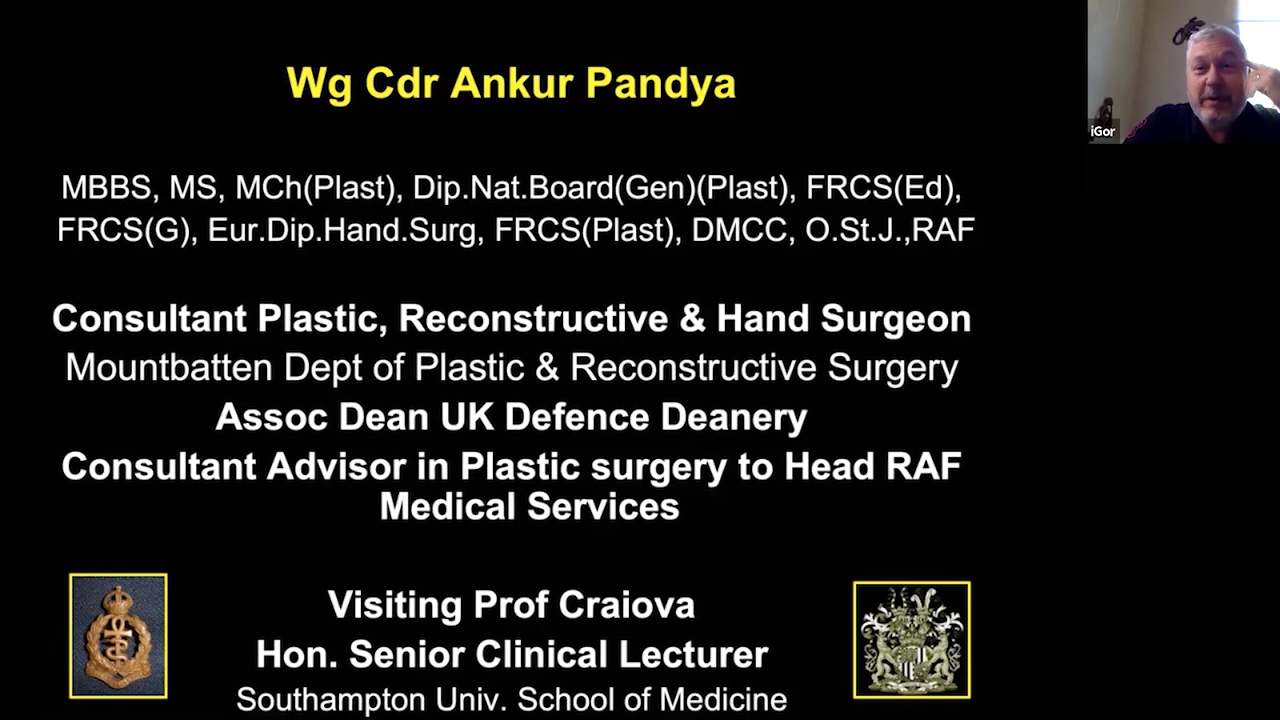 Wg Cdr Ankur Pandya
MBBS, MS, MCh(Plast), Dip.Nat.Board(Gen)(Plast), FRCS(Ed),
FRCS(G), Eur.Dip.Hand.Surg, FRCS(Plast), DMCC, O.St.J.,RAF
Consultant Plastic, Reconstructive & Hand Surgeon
Mountbatten Dept of Plastic & Reconstructive Surgery
Assoc Dean UK Defence Deanery
Consultant Advisor in Plastic surgery to Head RAF
Medical Services
Visiting Prof Craiova
Hon. Senior Clinical Lecturer
Southampton Univ. School of Medicine
iGor